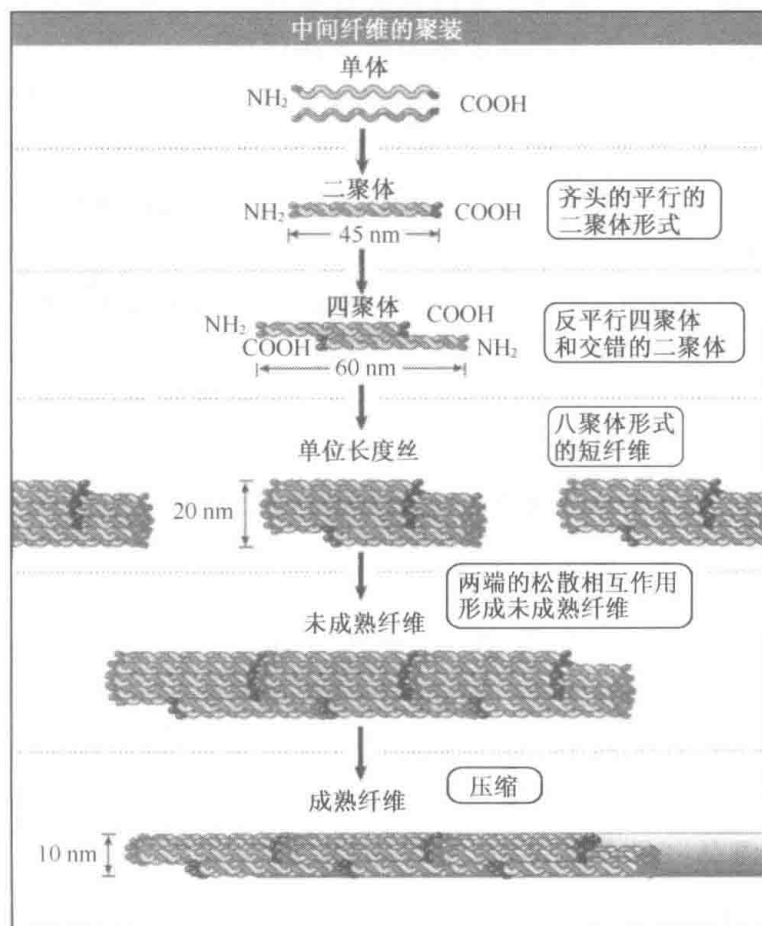 中间纤维的聚装
单体
NH₂
COOH
二聚体
NH₂
COOH
45 nm
齐头的平行的
二聚体形式
四聚体
NH₂
COOH
COOH
NH₂
60 nm
反平行四聚体
和交错的二聚体
单位长度丝
八聚体形式
的短纤维
20 nm
两端的松散相互作用
形成未成熟纤维
未成熟纤维
成熟纤维
压缩
10 nm